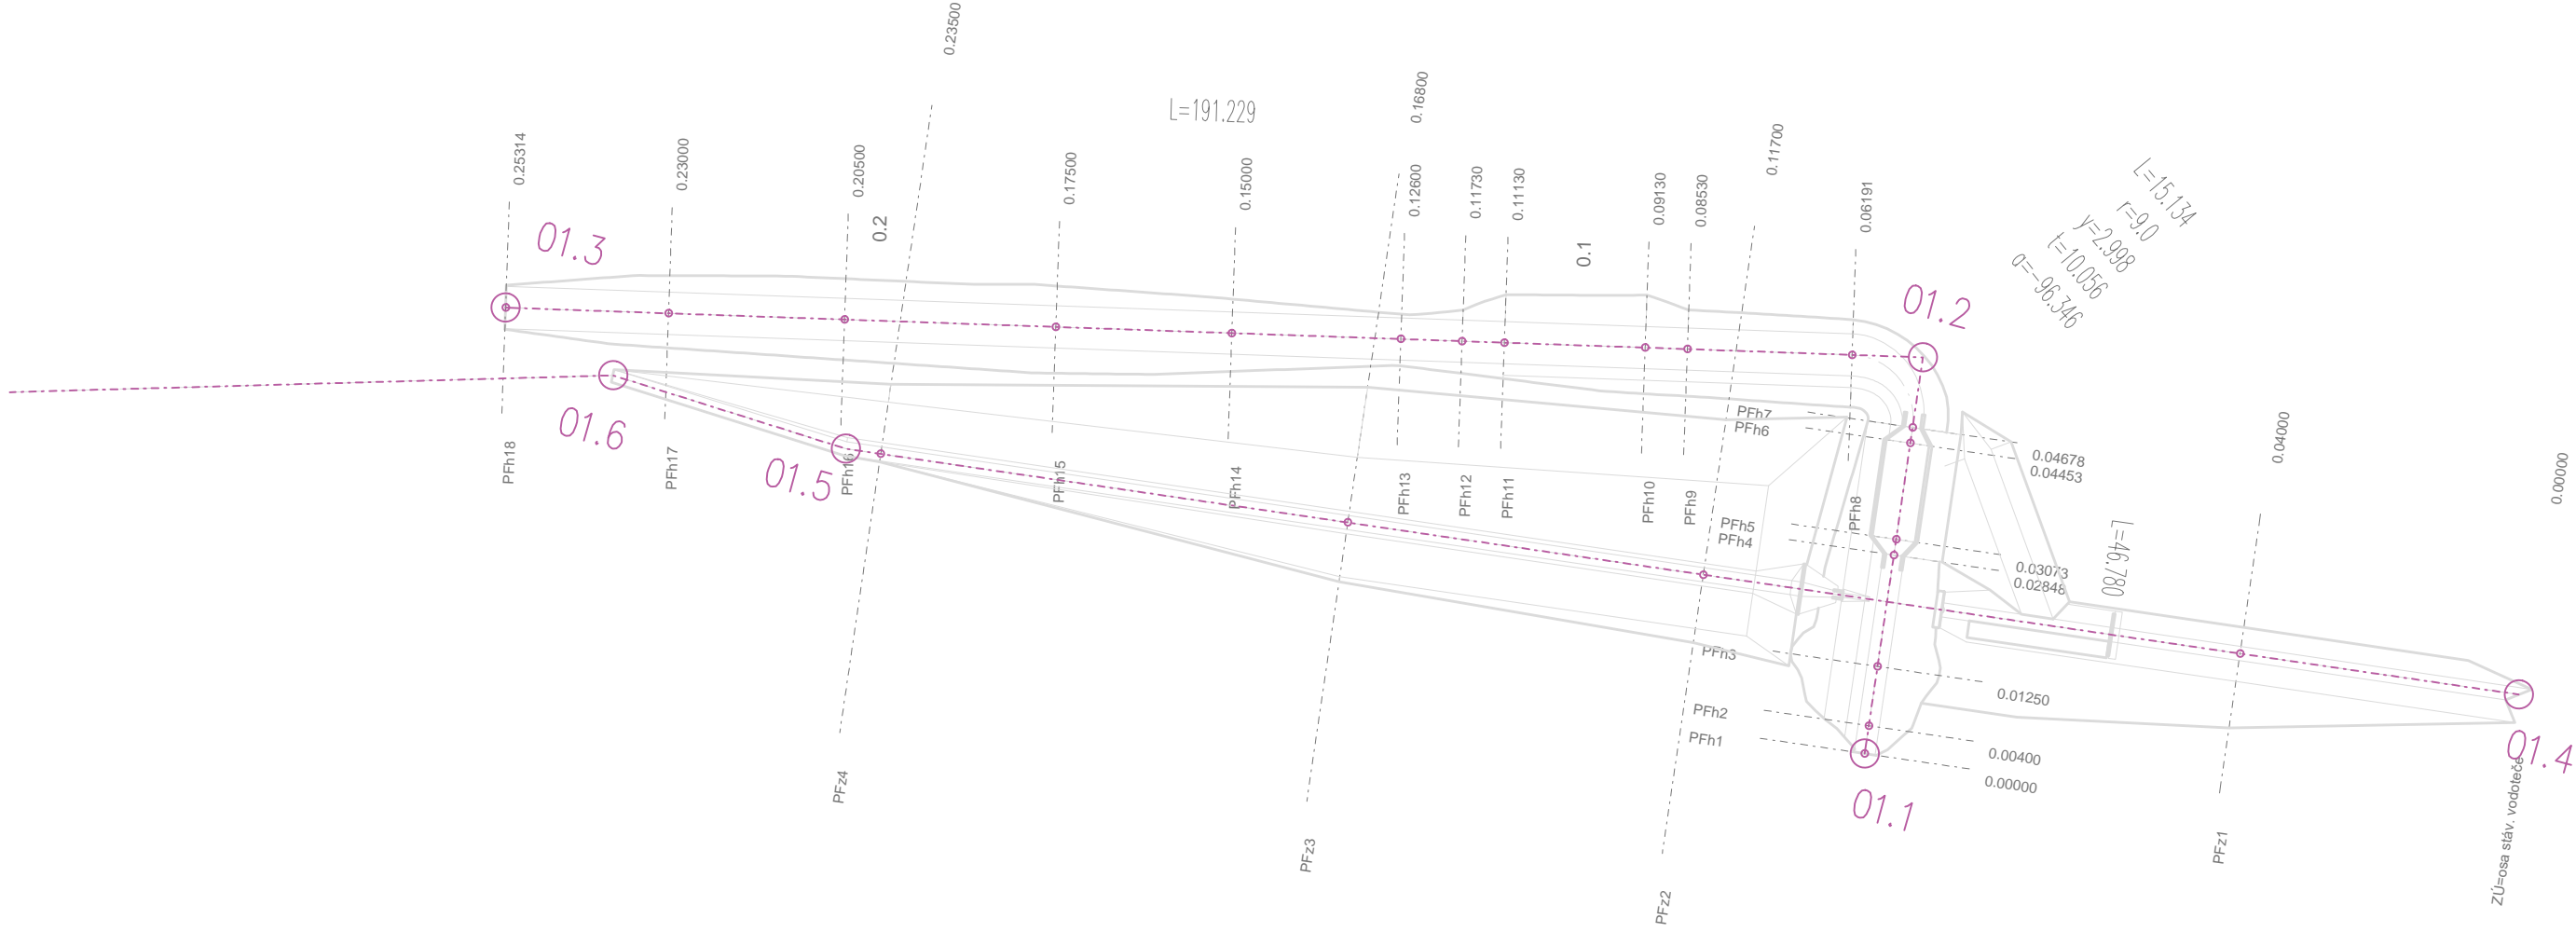 0.23500
0.16800
L=191.229
0.25314
0.23000
0.20500
0.17500
0.15000
0.12600
0.11730
0.11130
0.09130
0.08530
0.11700
0.06191
L=15.134
r=9.0
y=2.998
t=10.056
α=-96.346
0.2
0.1
01.3
01.2
01.6
01.5
PFh18
PFh17
PFh16
PFh15
PFh14
PFh13
PFh12
PFh11
PFh10
PFh9
PFh8
PFh7
PFh6
PFh5
PFh4
PFh3
PFh2
PFh1
0.04678
0.04453
0.03073
0.02848
0.01250
0.00400
0.00000
L=46.780
0.04000
0.00000
01.1
01.4
PFz4
PFz3
PFz2
PFz1
ZÚ=osa stáv. vodoteče